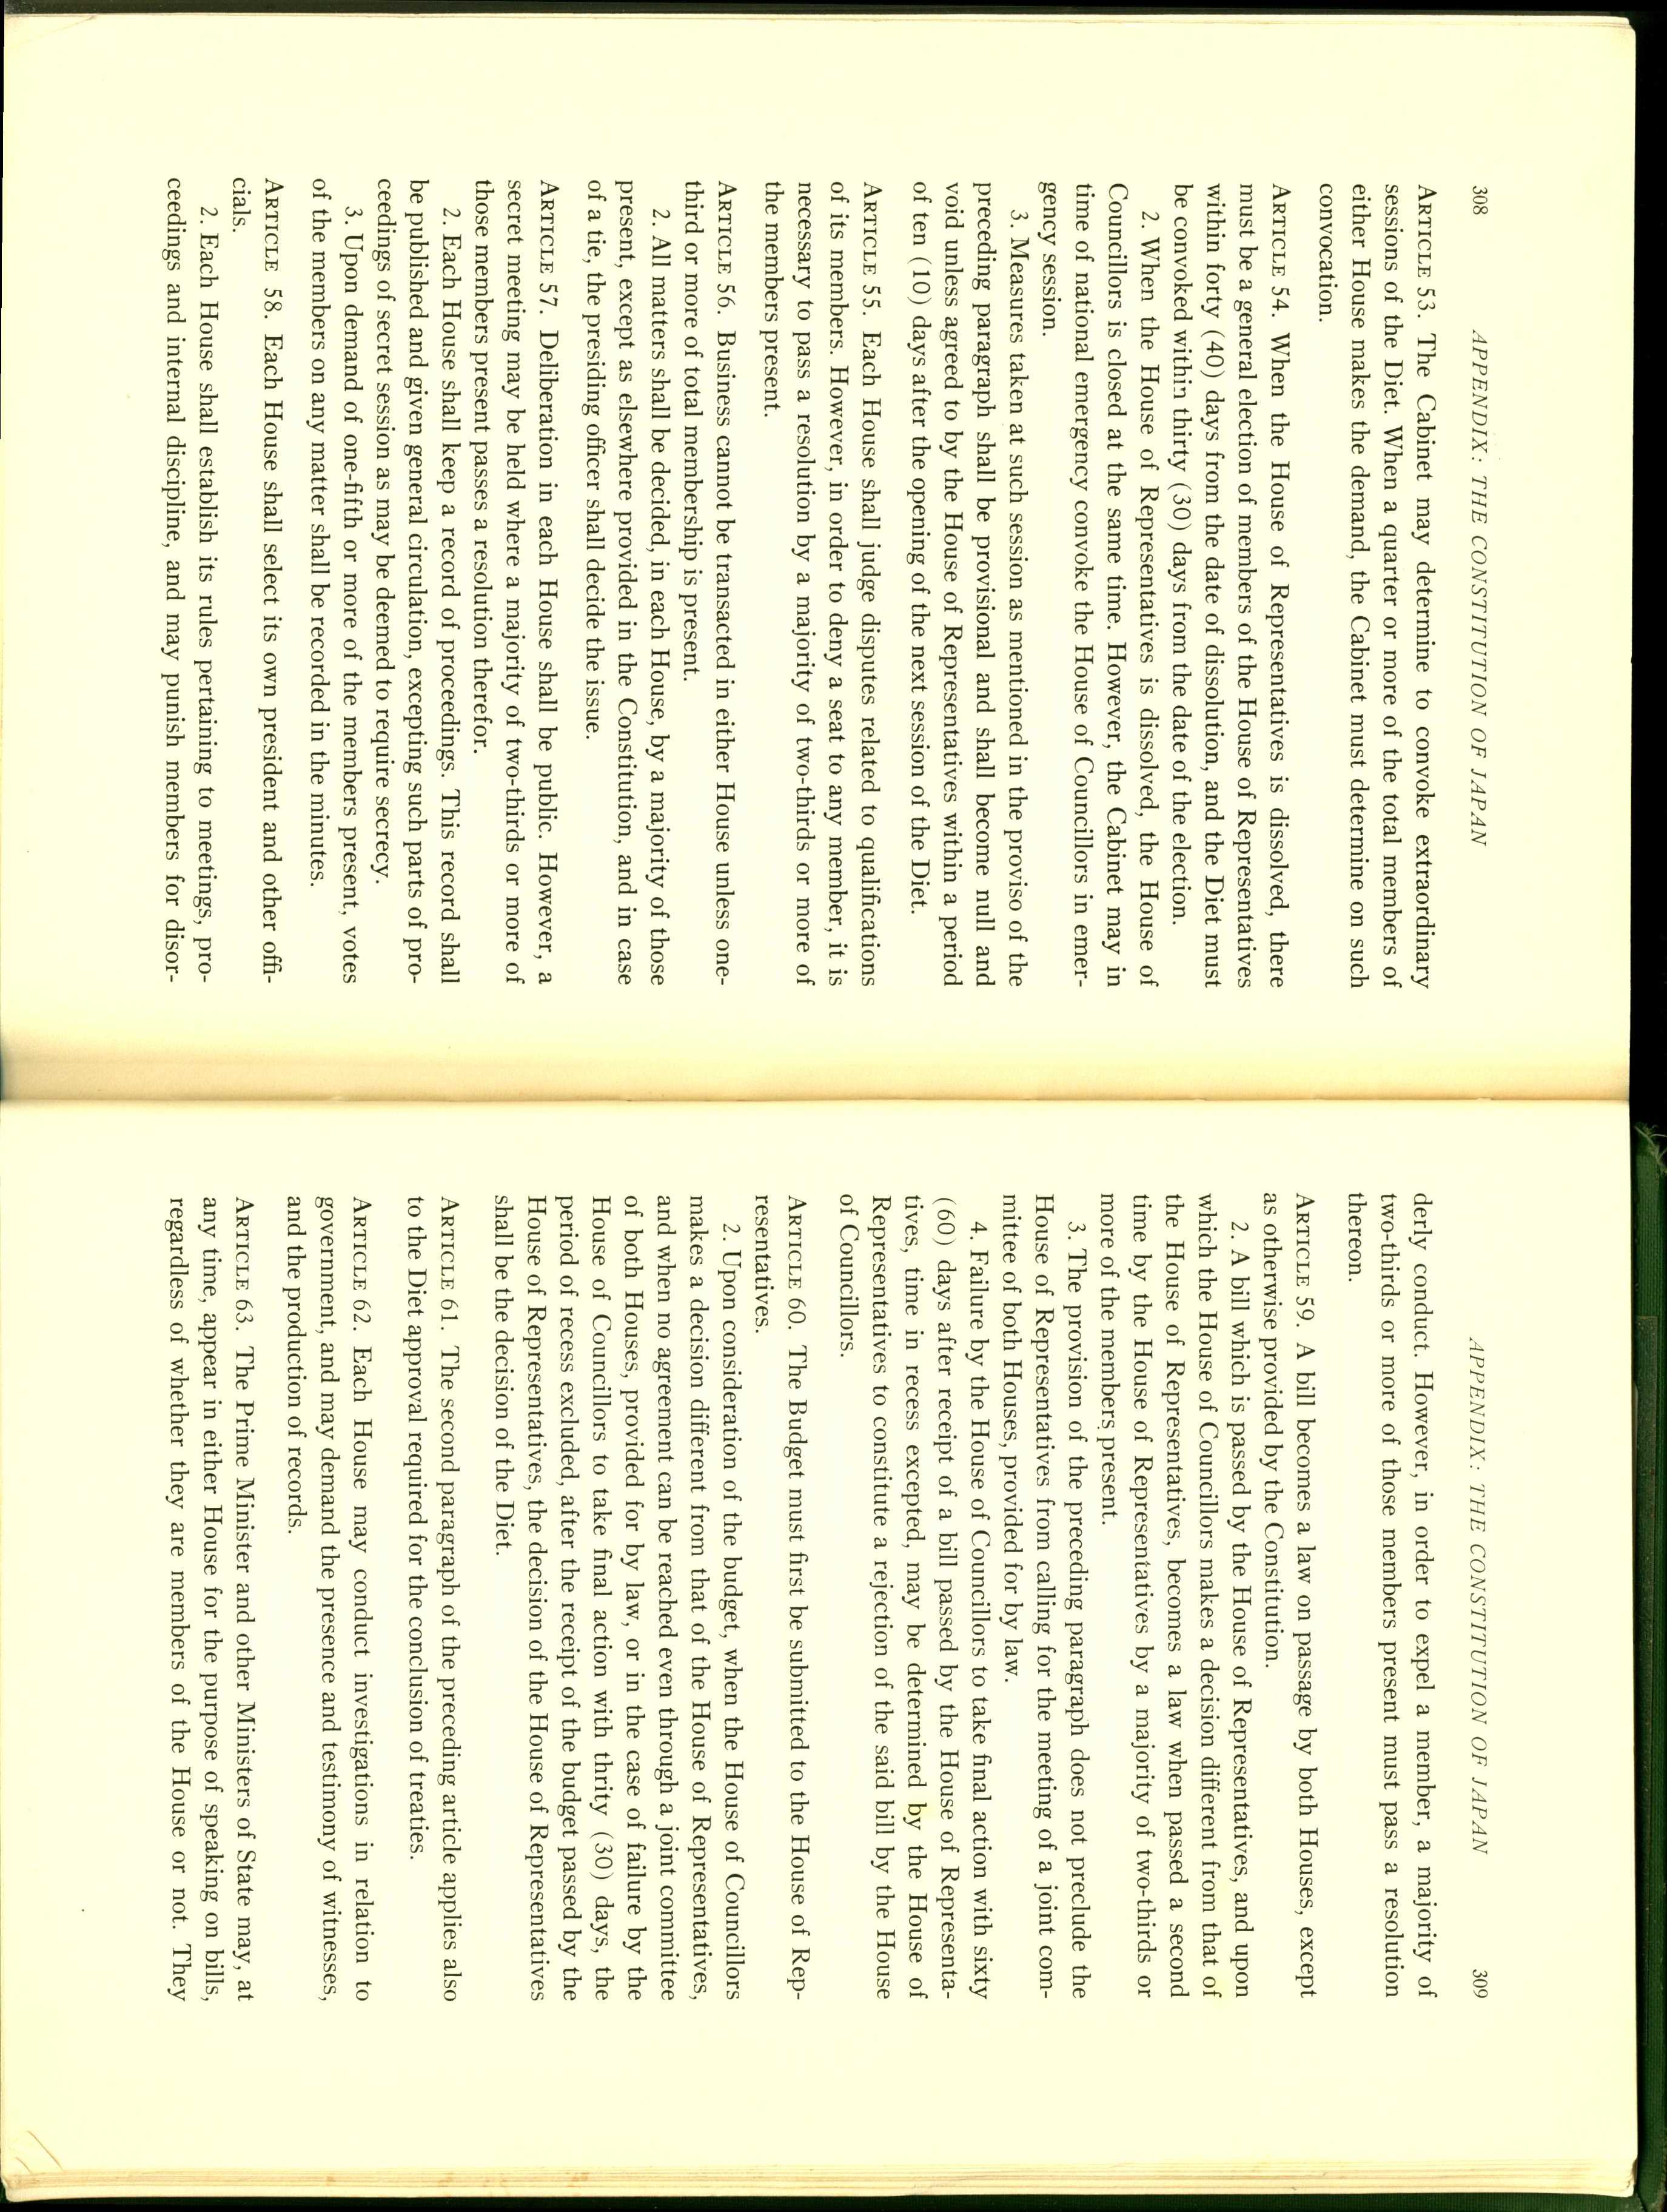 308 APPENDIX: THE CONSTITUTION OF JAPAN
ARTICLE 53. The Cabinet may determine to convoke extraordinary
sessions of the Diet. When a quarter or more of the total members of
either House makes the demand, the Cabinet must determine on such
convocation.
ARTICLE 54. When the House of Representatives is dissolved, there
must be a general election of members of the House of Representatives
within forty (40) days from the date of dissolution, and the Diet must
be convoked within thirty (30) days from the date of the election.
2. When the House of Representatives is dissolved, the House of
Councillors is closed at the same time. However, the Cabinet may in
time of national emergency convoke the House of Councillors in emer-
gency session.
3. Measures taken at such session as mentioned in the proviso of the
preceding paragraph shall be provisional and shall become null and
void unless agreed to by the House of Representatives within a period
of ten (10) days after the opening of the next session of the Diet.
ARTICLE 55. Each House shall judge disputes related to qualifications
of its members. However, in order to deny a seat to any member, it is
necessary to pass a resolution by a majority of two-thirds or more of
the members present.
ARTICLE 56. Business cannot be transacted in either House unless one-
third or more of total membership is present.
2. All matters shall be decided, in each House, by a majority of those
present, except as elsewhere provided in the Constitution, and in case
of a tie, the presiding officer shall decide the issue.
ARTICLE 57. Deliberation in each House shall be public. However, a
secret meeting may be held where a majority of two-thirds or more of
those members present passes a resolution therefor.
2. Each House shall keep a record of proceedings. This record shall
be published and given general circulation, excepting such parts of pro-
ceedings of secret session as may be deemed to require secrecy.
3. Upon demand of one-fifth or more of the members present, votes
of the members on any matter shall be recorded in the minutes.
ARTICLE 58. Each House shall select its own president and other offi-
cials.
2. Each House shall establish its rules pertaining to meetings, pro-
ceedings and internal discipline, and may punish members for disor-
APPENDIX: THE CONSTITUTION OF JAPAN 309
derly conduct. However, in order to expel a member, a majority of
two-thirds or more of those members present must pass a resolution
thereon.
ARTICLE 59. A bill becomes a law on passage by both Houses, except
as otherwise provided by the Constitution.
2. A bill which is passed by the House of Representatives, and upon
which the House of Councillors makes a decision different from that of
the House of Representatives, becomes a law when passed a second
time by the House of Representatives by a majority of two-thirds or
more of the members present.
3. The provision of the preceding paragraph does not preclude the
House of Representatives from calling for the meeting of a joint com-
mittee of both Houses, provided for by law.
4. Failure by the House of Councillors to take final action with sixty
(60) days after receipt of a bill passed by the House of Representa-
tives, time in recess excepted, may be determined by the House of
Representatives to constitute a rejection of the said bill by the House
of Councillors.
ARTICLE 60. The Budget must first be submitted to the House of Rep-
resentatives.
2. Upon consideration of the budget, when the House of Councillors
makes a decision different from that of the House of Representatives,
and when no agreement can be reached even through a joint committee
of both Houses, provided for by law, or in the case of failure by the
House of Councillors to take final action with thrity (30) days, the
period of recess excluded, after the receipt of the budget passed by the
House of Representatives, the decision of the House of Representatives
shall be the decision of the Diet.
ARTICLE 61. The second paragraph of the preceding article applies also
to the Diet approval required for the conclusion of treaties.
ARTICLE 62. Each House may conduct investigations in relation to
government, and may demand the presence and testimony of witnesses,
and the production of records.
ARTICLE 63. The Prime Minister and other Ministers of State may, at
any time, appear in either House for the purpose of speaking on bills,
regardless of whether they are members of the House or not. They